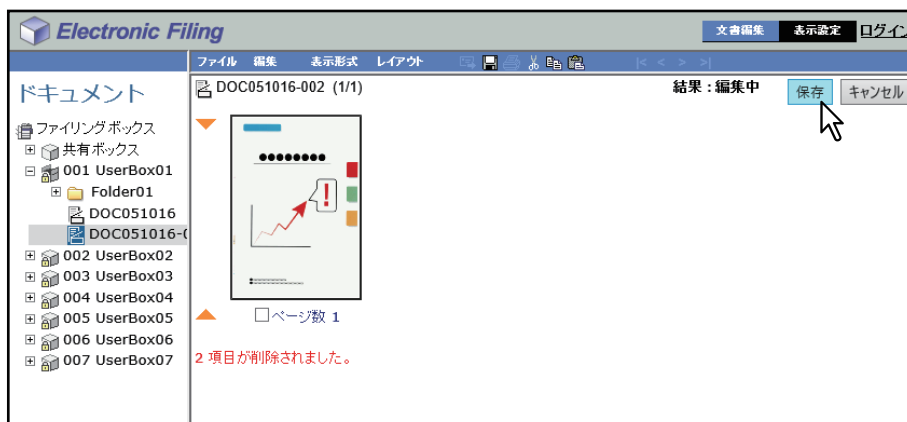 Electronic Filing
文書編集 表示設定 ログイン
ファイル 編集 表示形式 レイアウト |< < > >|
ドキュメント
DOC051016-002 (1/1) 結果：編集中 保存 キャンセル
ファイリングボックス
共有ボックス
001 UserBox01
Folder01
DOC051016
DOC051016-0
002 UserBox02
003 UserBox03
004 UserBox04
005 UserBox05
006 UserBox06
007 UserBox07
!
ページ数 1
2 項目が削除されました。